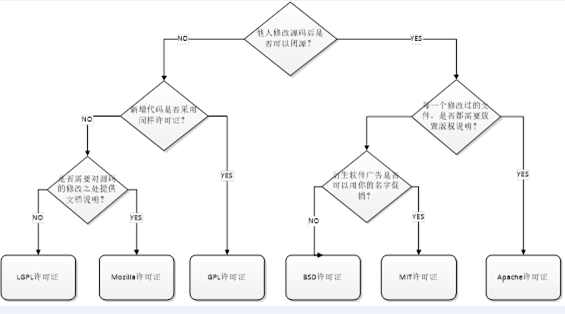 他人修改源码后是
否可以闭源？
NO
YES
新增代码是否采用
同样许可证？
每一个修改过的文
件，是否都需要放
置版权说明？
NO
YES
YES
是否需要对源码
的修改之处提供
文档说明？
衍生软件广告是否
可以用你的名字促
销？
NO
YES
NO
YES
LGPL许可证
Mozilla许可证
GPL许可证
BSD许可证
MIT许可证
Apache许可证